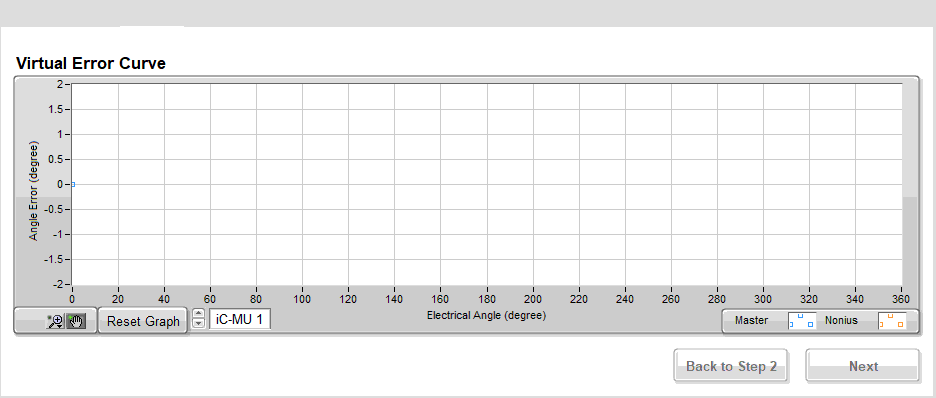 Virtual Error Curve
2
1.5
1
0.5
0
-0.5
-1
-1.5
-2
Angle Error (degree)
0 20 40 60 80 100 120 140 160 180 200 220 240 260 280 300 320 340 360
Electrical Angle (degree)
Reset Graph
iC-MU 1
Master
Nonius
Back to Step 2
Next